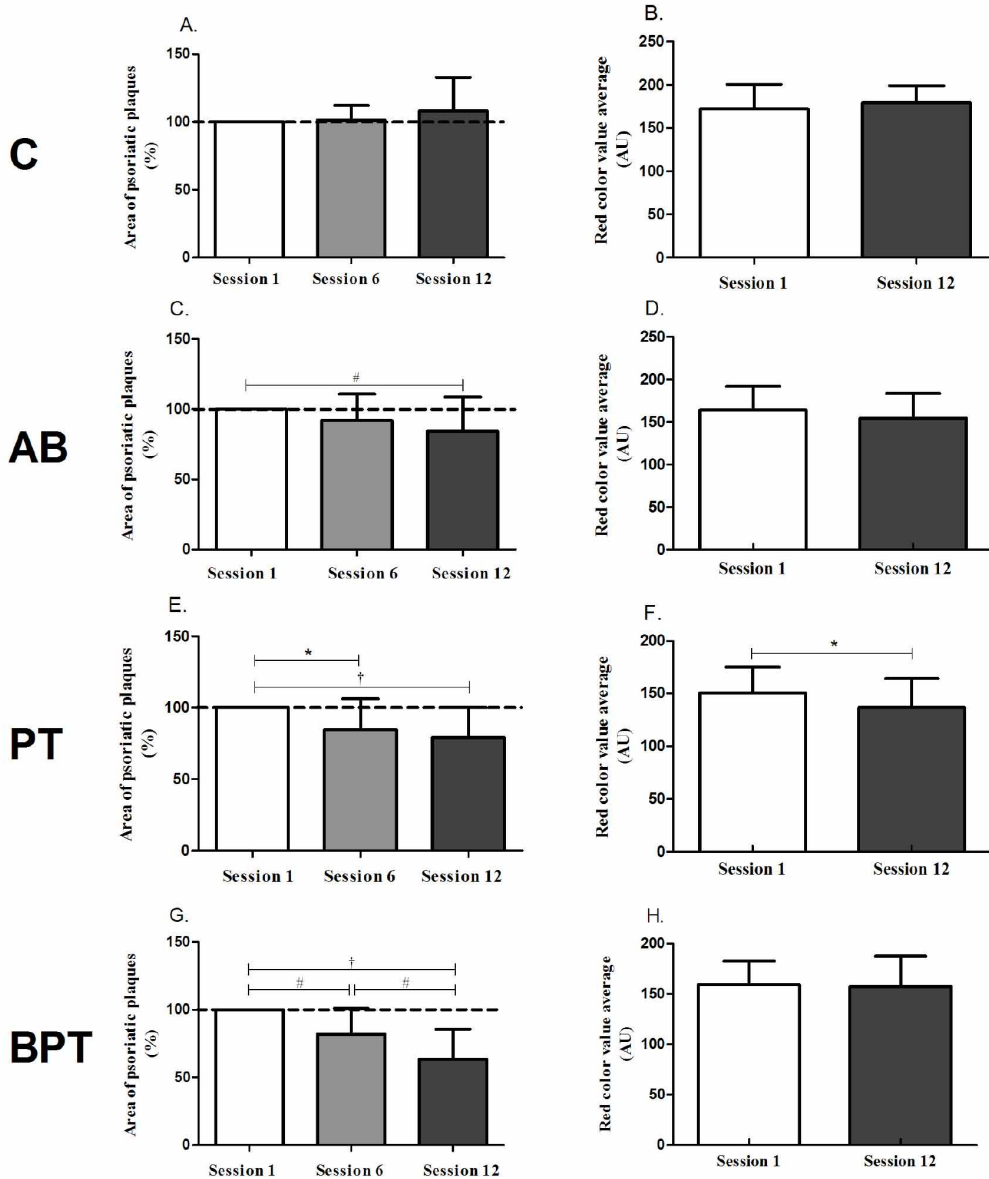 A.
B.
C
Area of psoriatic plaques
(%)
150
100
50
0
Session 1 Session 6 Session 12
Red color value average
(AU)
250
200
150
100
50
0
Session 1 Session 12
C.
D.
AB
Area of psoriatic plaques
(%)
150
100
50
0
#
Session 1 Session 6 Session 12
Red color value average
(AU)
250
200
150
100
50
0
Session 1 Session 12
E.
F.
PT
Area of psoriatic plaques
(%)
150
100
50
0
*
†
Session 1 Session 6 Session 12
Red color value average
(AU)
200
150
100
50
0
*
Session 1 Session 12
G.
H.
BPT
Area of psoriatic plaques
(%)
150
100
50
0
†
# #
Session 1 Session 6 Session 12
Red color value average
(AU)
200
150
100
50
0
Session 1 Session 12